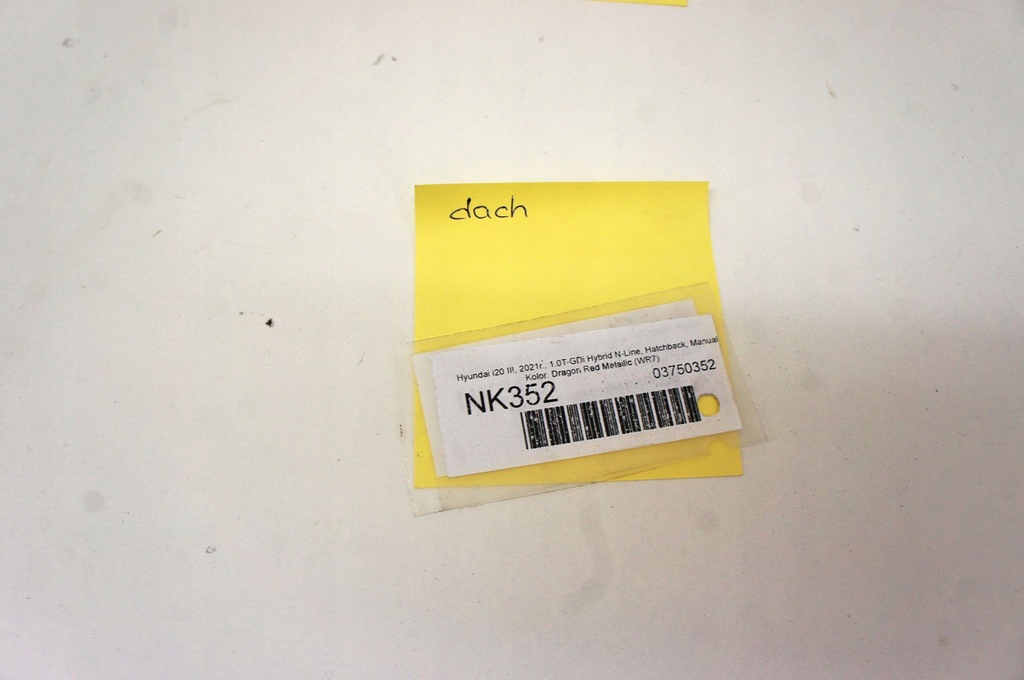 dach
Hyundai i20 III, 2021r., 1.0T-GDi Hybrid N-Line, Hatchback, Manual
Kolor: Dragon Red Metallic (WR7)
03750352
NK352